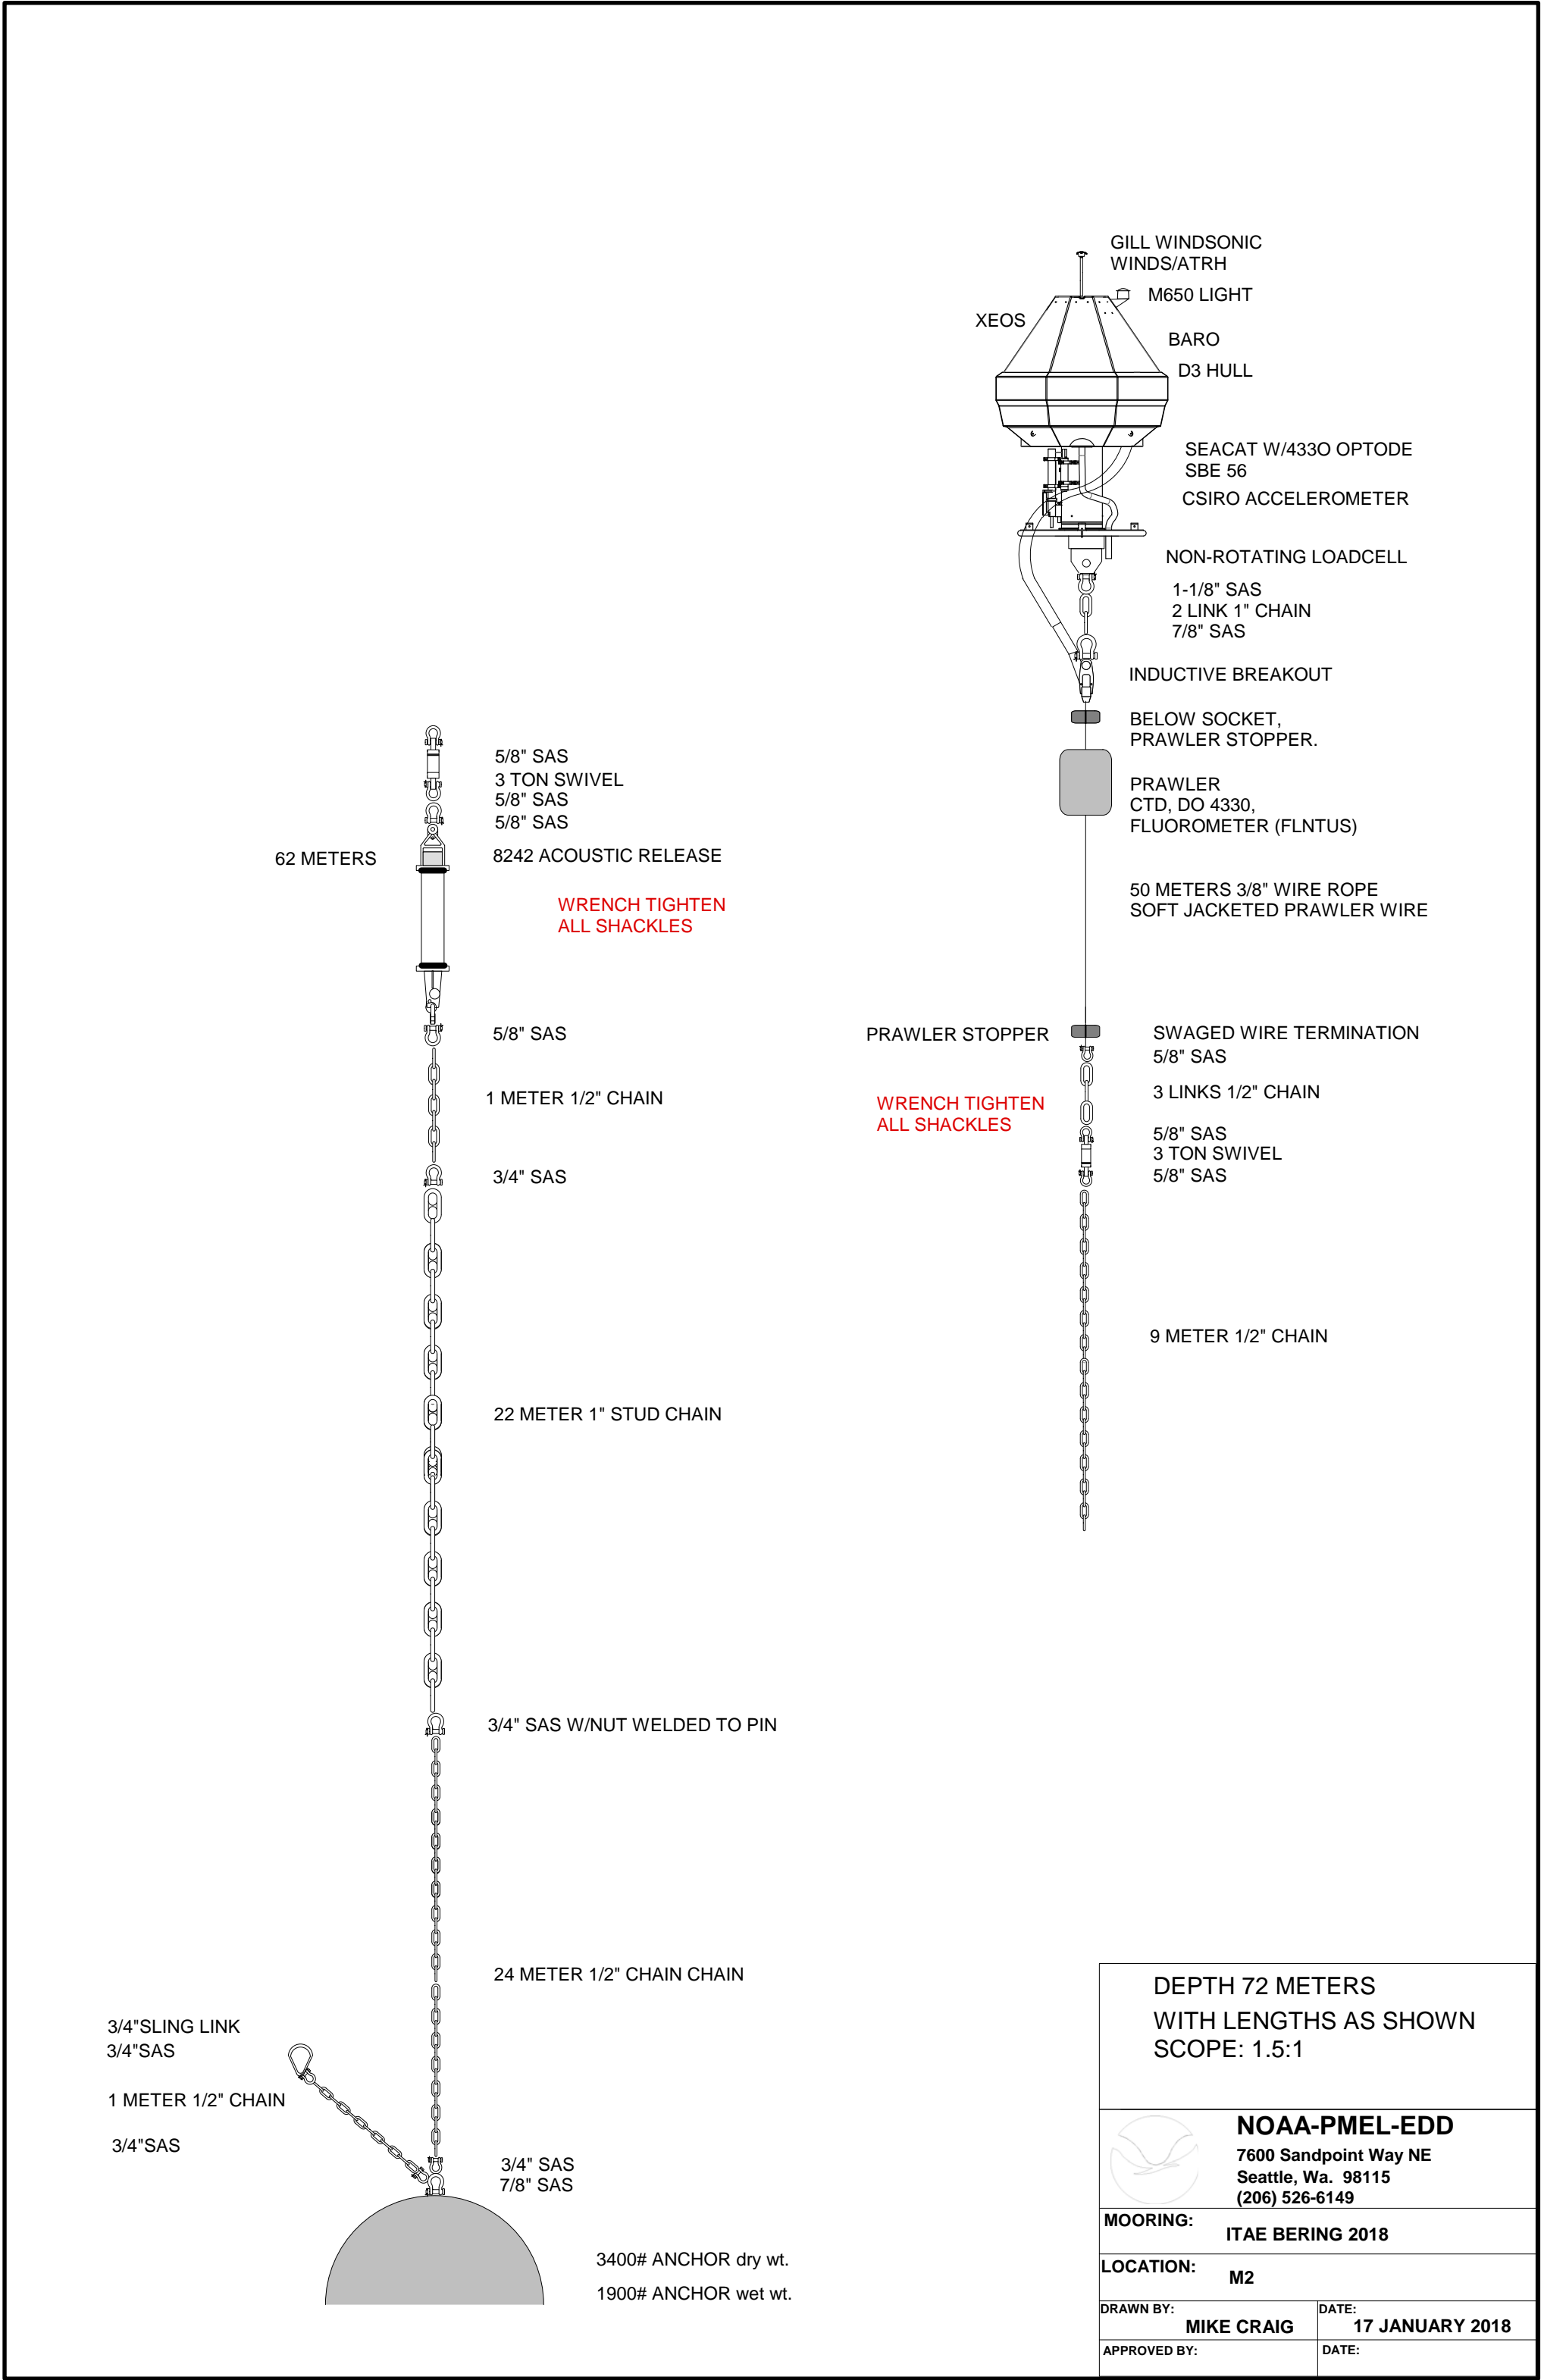 GILL WINDSONIC
WINDS/ATRH
M650 LIGHT
XEOS
BARO
D3 HULL
SEACAT W/433O OPTODE
SBE 56
CSIRO ACCELEROMETER
NON-ROTATING LOADCELL
1-1/8" SAS
2 LINK 1" CHAIN
7/8" SAS
INDUCTIVE BREAKOUT
BELOW SOCKET,
PRAWLER STOPPER.
PRAWLER
CTD, DO 4330,
FLUOROMETER (FLNTUS)
50 METERS 3/8" WIRE ROPE
SOFT JACKETED PRAWLER WIRE
PRAWLER STOPPER
SWAGED WIRE TERMINATION
5/8" SAS
3 LINKS 1/2" CHAIN
WRENCH TIGHTEN
ALL SHACKLES
5/8" SAS
3 TON SWIVEL
5/8" SAS
9 METER 1/2" CHAIN
5/8" SAS
3 TON SWIVEL
5/8" SAS
5/8" SAS
62 METERS
8242 ACOUSTIC RELEASE
WRENCH TIGHTEN
ALL SHACKLES
5/8" SAS
1 METER 1/2" CHAIN
3/4" SAS
22 METER 1" STUD CHAIN
3/4" SAS W/NUT WELDED TO PIN
24 METER 1/2" CHAIN CHAIN
3/4"SLING LINK
3/4"SAS
1 METER 1/2" CHAIN
3/4"SAS
3/4" SAS
7/8" SAS
3400# ANCHOR dry wt.
1900# ANCHOR wet wt.
DEPTH 72 METERS
WITH LENGTHS AS SHOWN
SCOPE: 1.5:1
NOAA-PMEL-EDD
7600 Sandpoint Way NE
Seattle, Wa. 98115
(206) 526-6149
MOORING: ITAE BERING 2018
LOCATION: M2
DRAWN BY: MIKE CRAIG
DATE: 17 JANUARY 2018
APPROVED BY:
DATE: